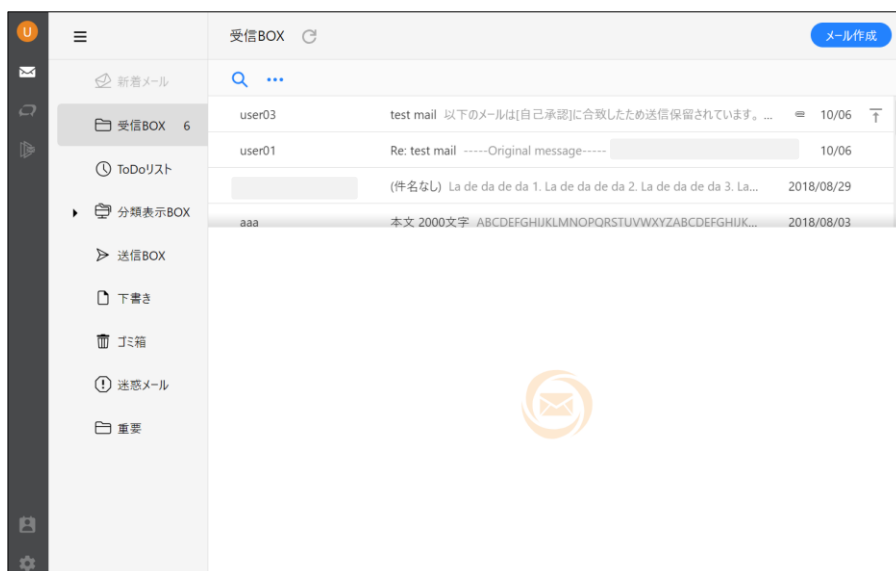 U
受信BOX
メール作成
新着メール
受信BOX 6
ToDoリスト
分類表示BOX
送信BOX
下書き
ゴミ箱
迷惑メール
重要
user03 test mail 以下のメールは[自己承認]に合致したため送信保留されています。 ... 10/06
user01 Re: test mail -----Original message----- 10/06
(件名なし) La de da de da 1. La de da de da 2. La de da de da 3. La... 2018/08/29
aaa 本文 2000文字 ABCDEFGHIJKLMNOPQRSTUVWXYZABCDEFGHIJK... 2018/08/03